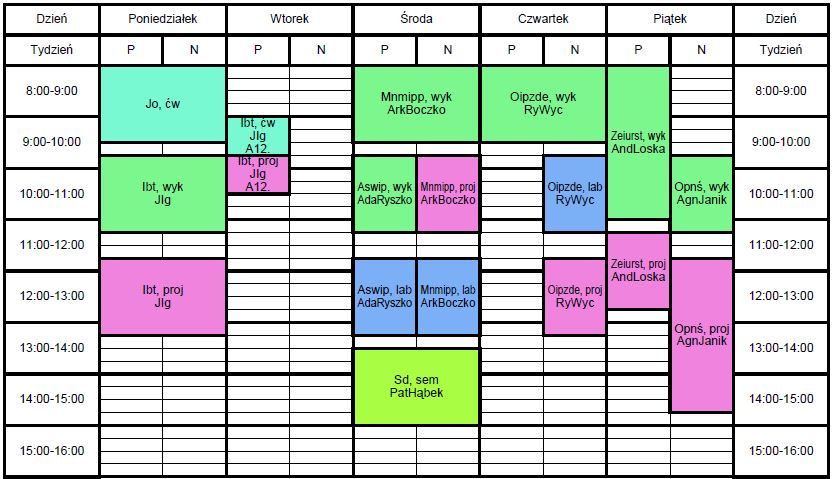 Dzień Poniedziałek Wtorek Środa Czwartek Piątek Dzień
Tydzień P N P N P N P N P N Tydzień
8:00-9:00
9:00-10:00
10:00-11:00
11:00-12:00
12:00-13:00
13:00-14:00
14:00-15:00
15:00-16:00
Jo, ćw
Ibt, wyk
JIg
Ibt, proj
JIg
Ibt, ćw
JIg
A12.
Ibt, proj
JIg
A12.
Mnmipp, wyk
ArkBoczko
Aswip, wyk
AdaRyszko
Mnmipp, proj
ArkBoczko
Aswip, lab
AdaRyszko
Mnmipp, lab
ArkBoczko
Sd, sem
PatHąbek
Oipzde, wyk
RyWyc
Oipzde, lab
RyWyc
Oipzde, proj
RyWyc
Zeiurst, wyk
AndLoska
Zeiurst, proj
AndLoska
Opnś, wyk
AgnJanik
Opnś, proj
AgnJanik
8:00-9:00
9:00-10:00
10:00-11:00
11:00-12:00
12:00-13:00
13:00-14:00
14:00-15:00
15:00-16:00